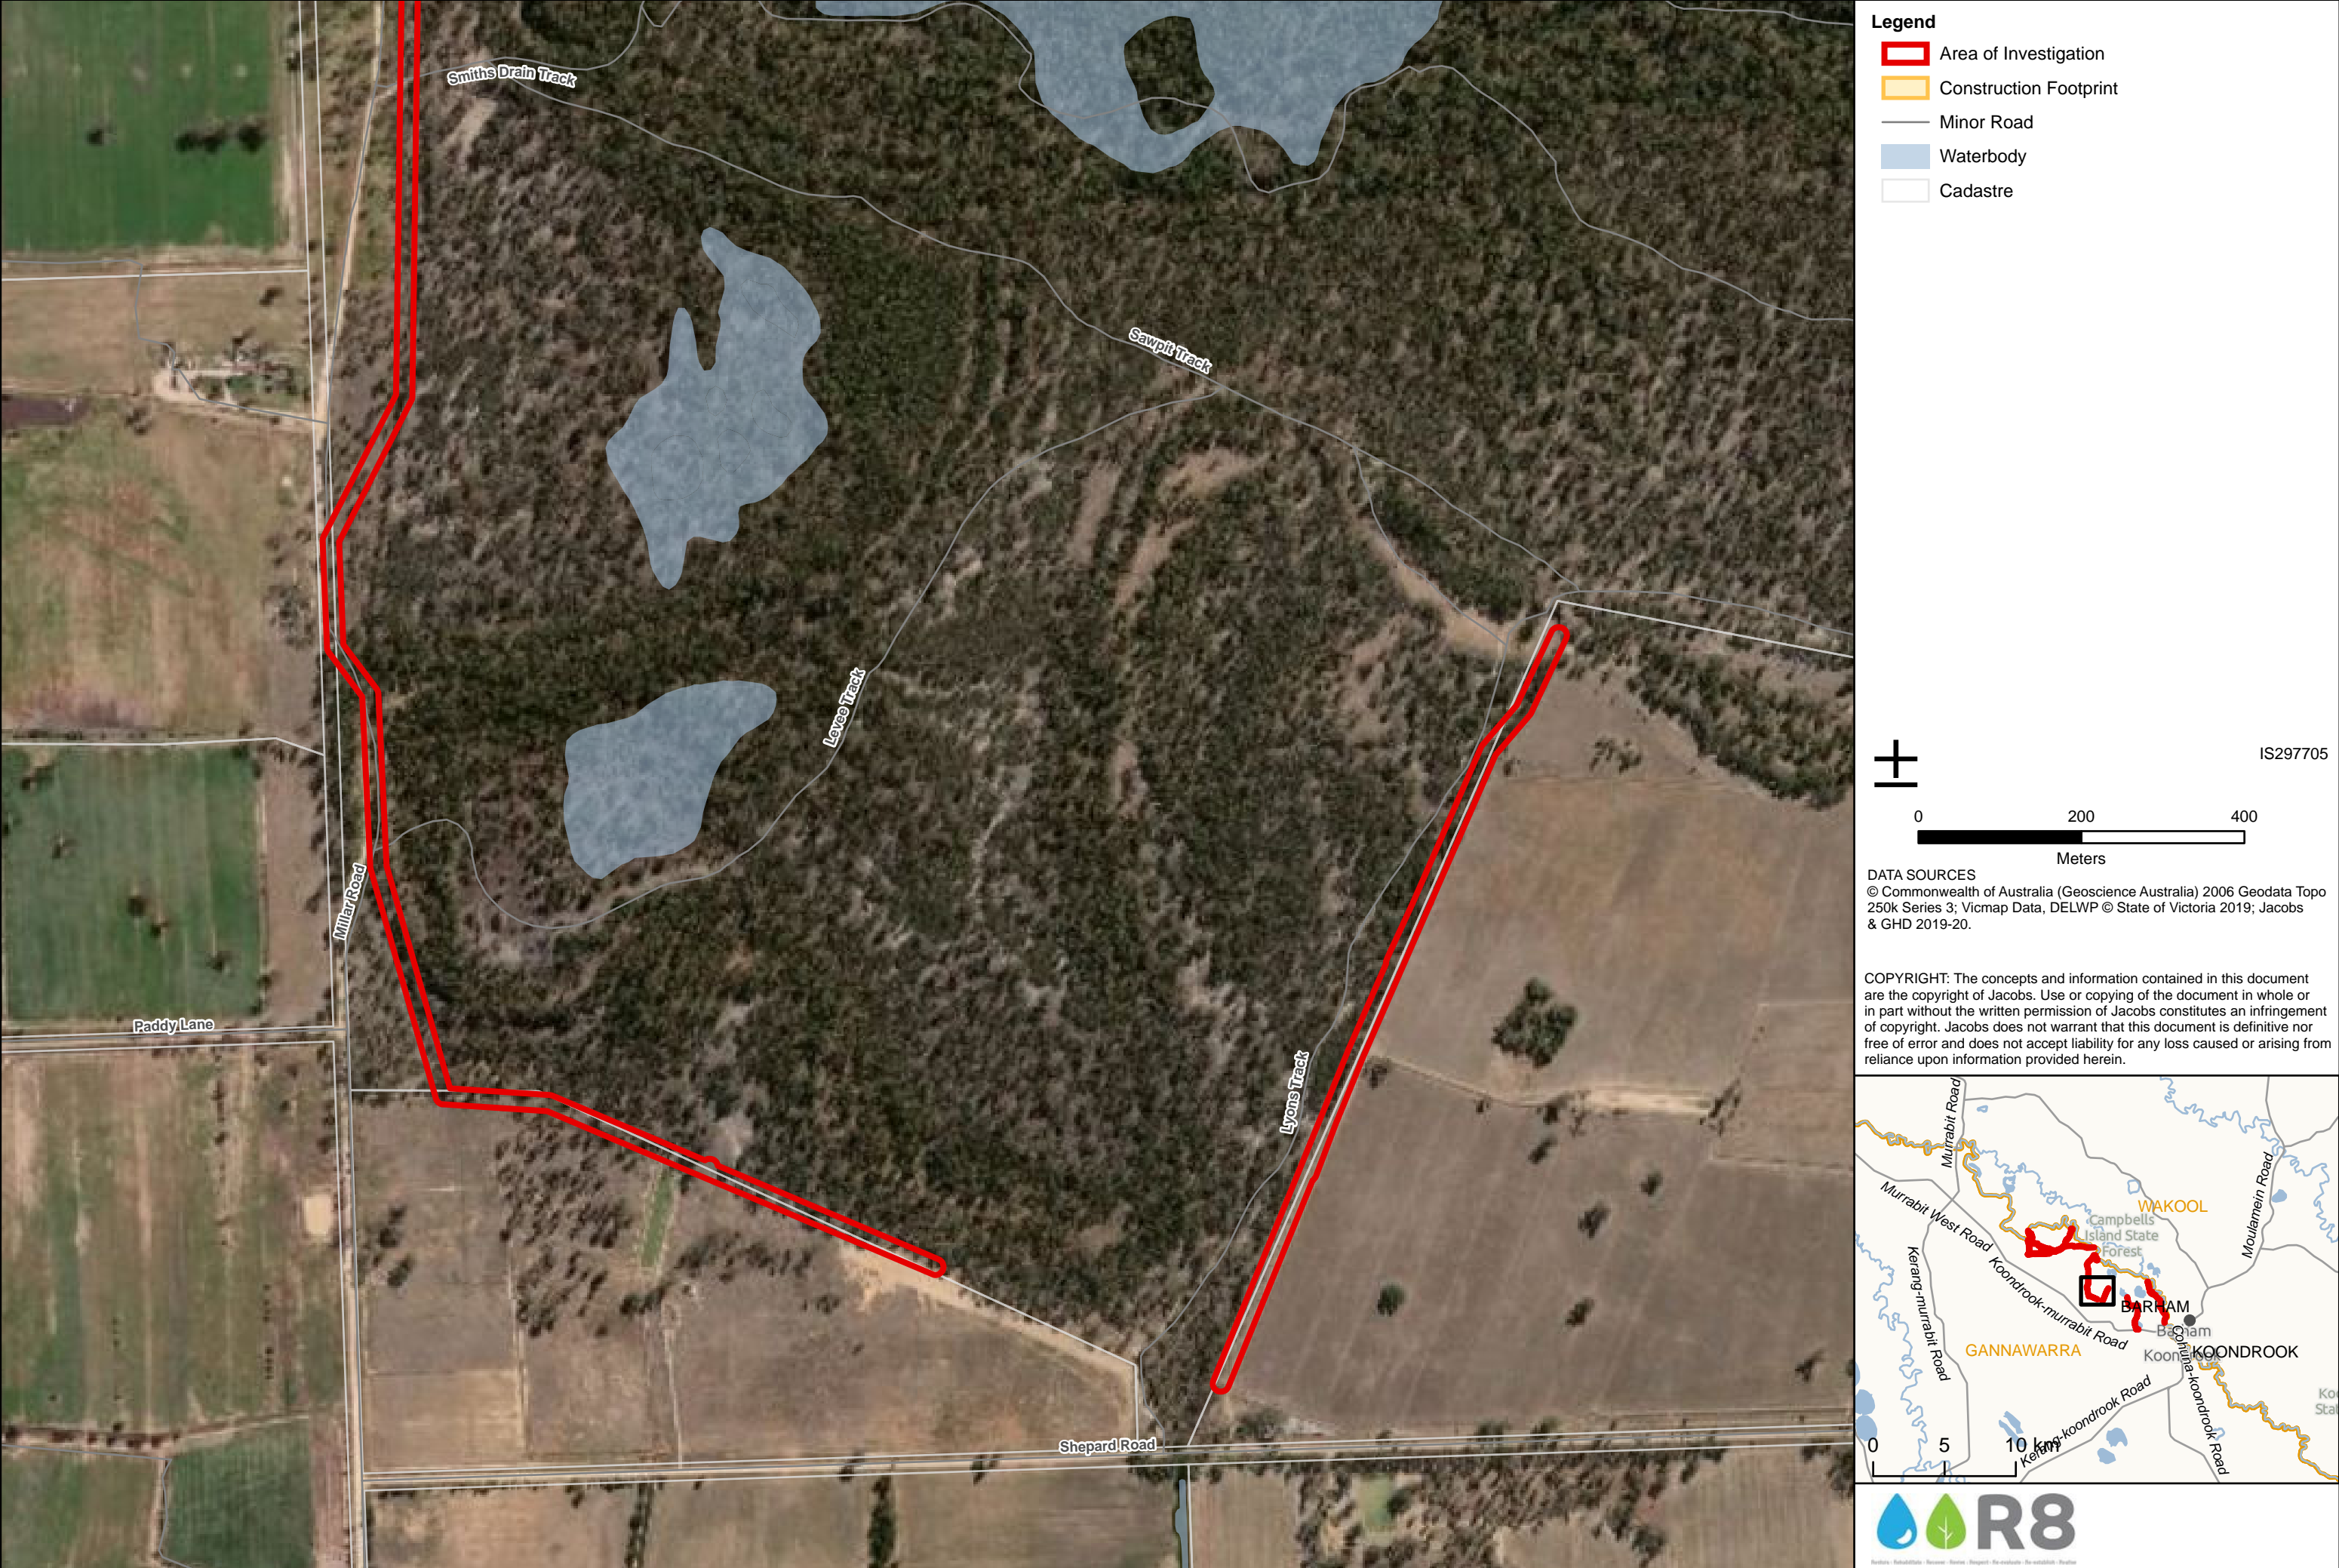 Smiths Drain Track
Sawpit Track
Levee Track
Millar Road
Paddy Lane
Lyons Track
Shepard Road
Legend
Area of Investigation
Construction Footprint
Minor Road
Waterbody
Cadastre
IS297705
0 200 400
Meters
DATA SOURCES
© Commonwealth of Australia (Geoscience Australia) 2006 Geodata Topo
250k Series 3; Vicmap Data, DELWP © State of Victoria 2019; Jacobs
& GHD 2019-20.
COPYRIGHT: The concepts and information contained in this document
are the copyright of Jacobs. Use or copying of the document in whole or
in part without the written permission of Jacobs constitutes an infringement
of copyright. Jacobs does not warrant that this document is definitive nor
free of error and does not accept liability for any loss caused or arising from
reliance upon information provided herein.
Murrabit Road
Murrabit West Road
WAKOOL
Moulamein Road
Campbells
Island State
Forest
Kerang-murrabit Road
Koondrook-murrabit Road
BARHAM
Barham
GANNAWARRA
KOONDROOK
Cohuna-koondrook Road
Kerang-koondrook Road
0 5 10 km
R8